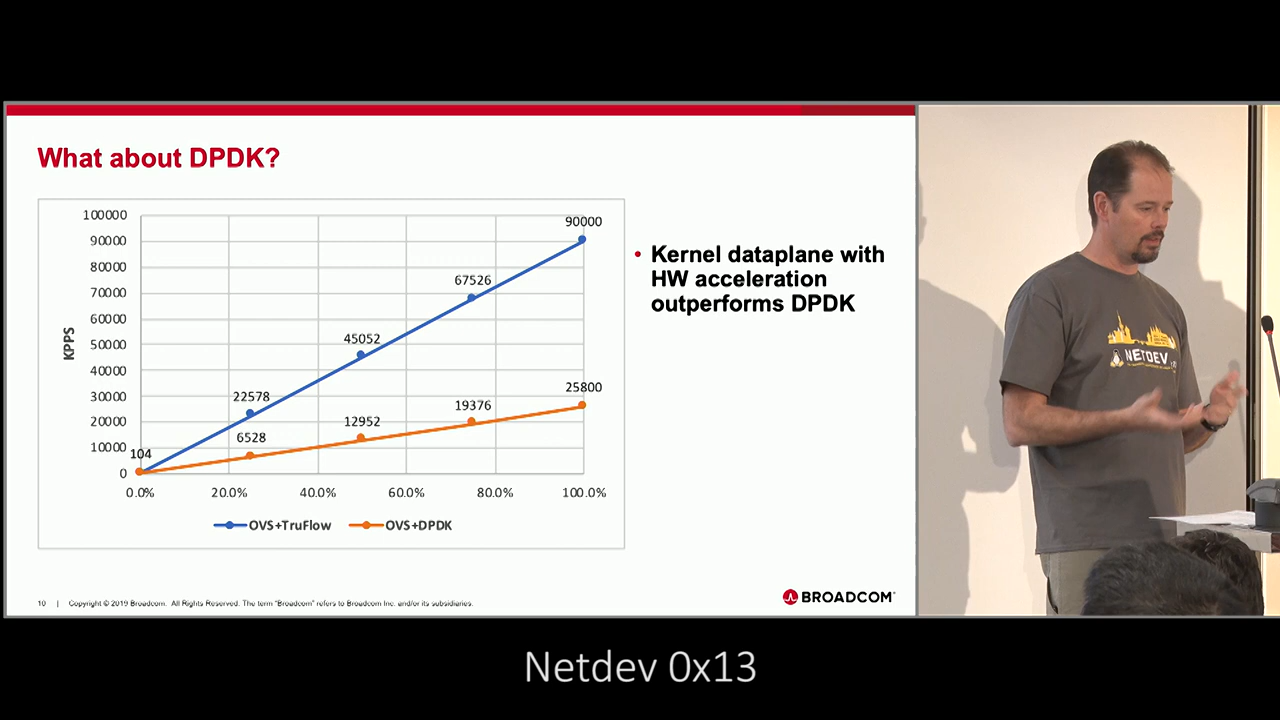 What about DPDK?
100000
90000
80000
70000
60000
50000
40000
30000
20000
10000
0
KPPS
90000
67526
45052
22578
104
25800
19376
12952
6528
0.0%
20.0%
40.0%
60.0%
80.0%
100.0%
OVS+TruFlow
OVS+DPDK
• Kernel dataplane with
HW acceleration
outperforms DPDK
10 | Copyright © 2019 Broadcom. All Rights Reserved. The term “Broadcom” refers to Broadcom Inc. and/or its subsidiaries.
BROADCOM
NETDEV
Netdev 0x13